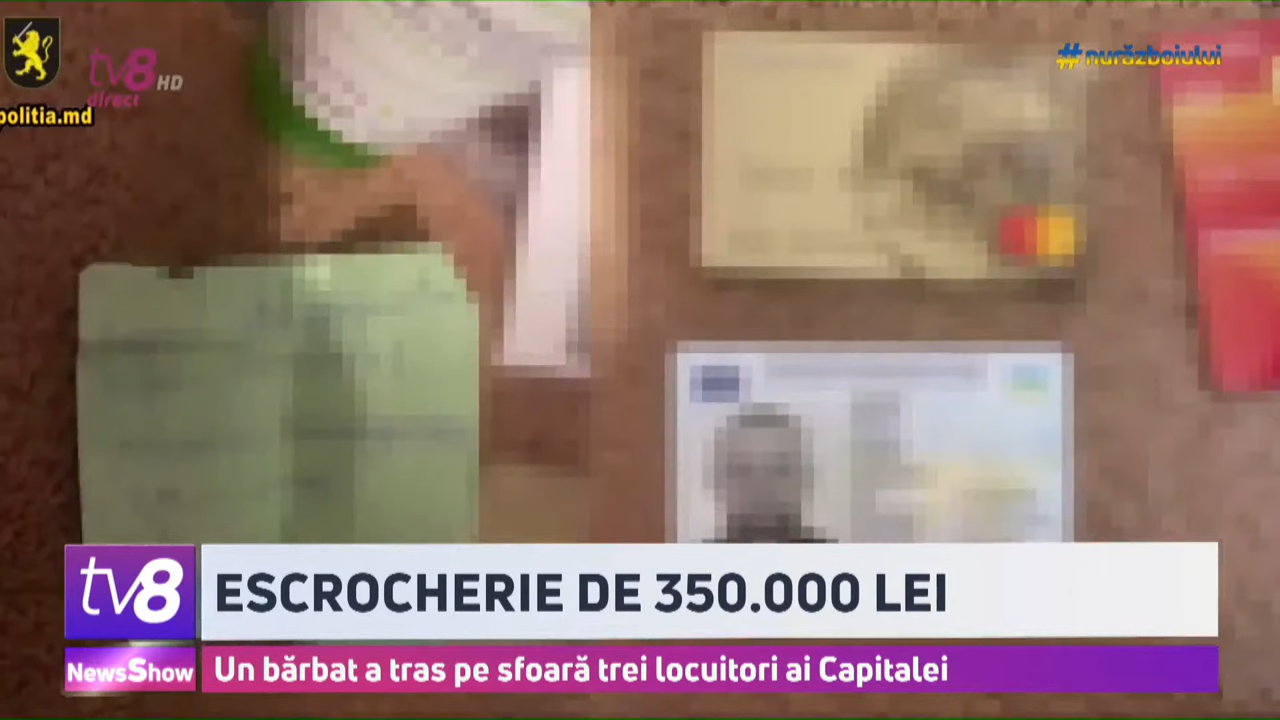 politia.md
tv8 HD
direct
#nurăzboiului
tv8
ESCROCHERIE DE 350.000 LEI
NewsShow
Un bărbat a tras pe sfoară trei locuitori ai Capitalei